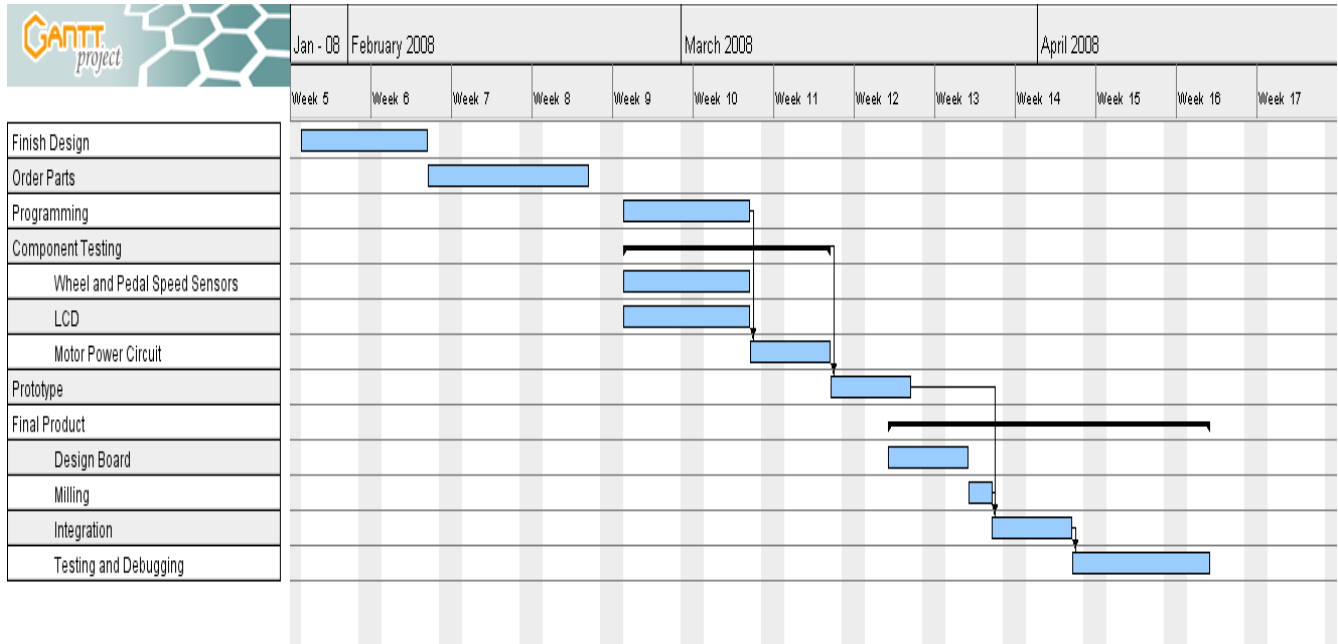 GANTT
project
Jan - 08 February 2008 March 2008 April 2008
Week 5 Week 6 Week 7 Week 8 Week 9 Week 10 Week 11 Week 12 Week 13 Week 14 Week 15 Week 16 Week 17
Finish Design
Order Parts
Programming
Component Testing
Wheel and Pedal Speed Sensors
LCD
Motor Power Circuit
Prototype
Final Product
Design Board
Milling
Integration
Testing and Debugging